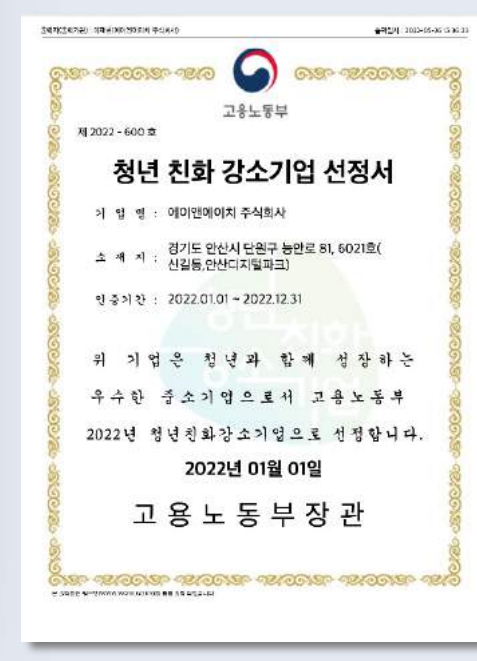 고용노동부
제 2022 - 600 호
청년 친화 강소기업 선정서
기 업 명 : 에이앤에이치 주식회사
소 재 지 : 경기도 안산시 단원구 능안로 81, 6021호(
신길동,안산디지털파크)
인증기간 : 2022.01.01 ~ 2022.12.31
위 기업은 청년과 함께 성장하는
우수한 중소기업으로서 고용노동부
2022년 청년친화강소기업으로 선정합니다.
2022년 01월 01일
고용노동부장관